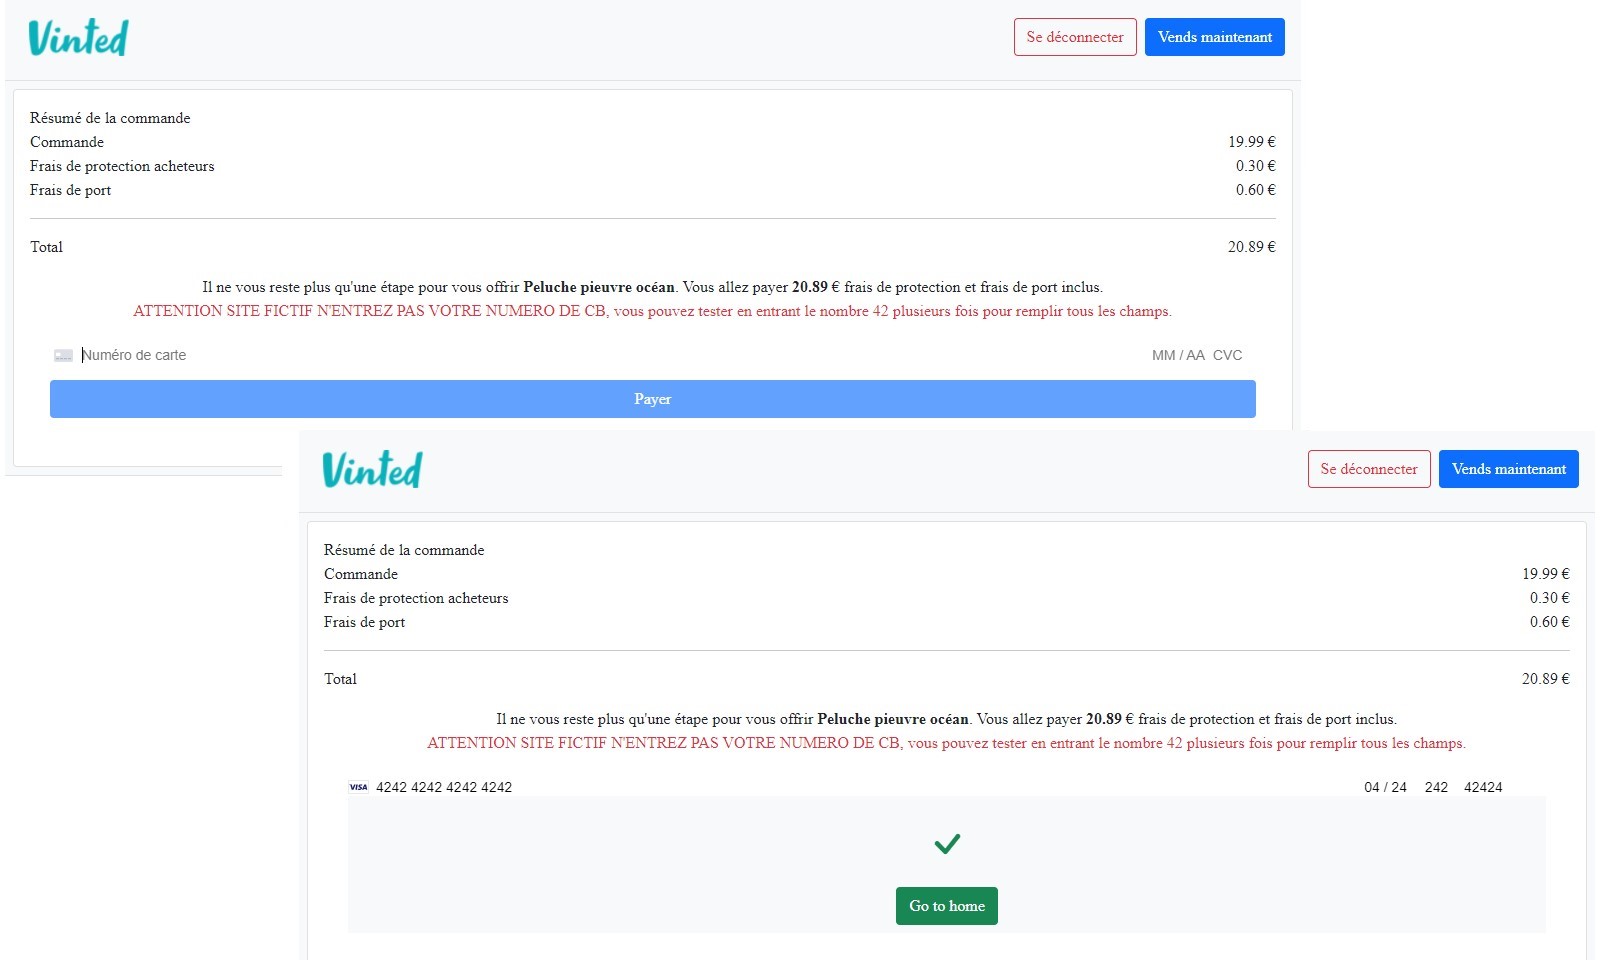 Vinted
Se déconnecter Vends maintenant
Résumé de la commande
Commande 19.99 €
Frais de protection acheteurs 0.30 €
Frais de port 0.60 €
Total 20.89 €
Il ne vous reste plus qu'une étape pour vous offrir Peluche pieuvre océan. Vous allez payer 20.89 € frais de protection et frais de port inclus.
ATTENTION SITE FICTIF N'ENTREZ PAS VOTRE NUMERO DE CB, vous pouvez tester en entrant le nombre 42 plusieurs fois pour remplir tous les champs.
Numéro de carte MM / AA CVC
Payer
Vinted
Se déconnecter Vends maintenant
Résumé de la commande
Commande 19.99 €
Frais de protection acheteurs 0.30 €
Frais de port 0.60 €
Total 20.89 €
Il ne vous reste plus qu'une étape pour vous offrir Peluche pieuvre océan. Vous allez payer 20.89 € frais de protection et frais de port inclus.
ATTENTION SITE FICTIF N'ENTREZ PAS VOTRE NUMERO DE CB, vous pouvez tester en entrant le nombre 42 plusieurs fois pour remplir tous les champs.
VISA 4242 4242 4242 4242 04 / 24 242 42424
Go to home